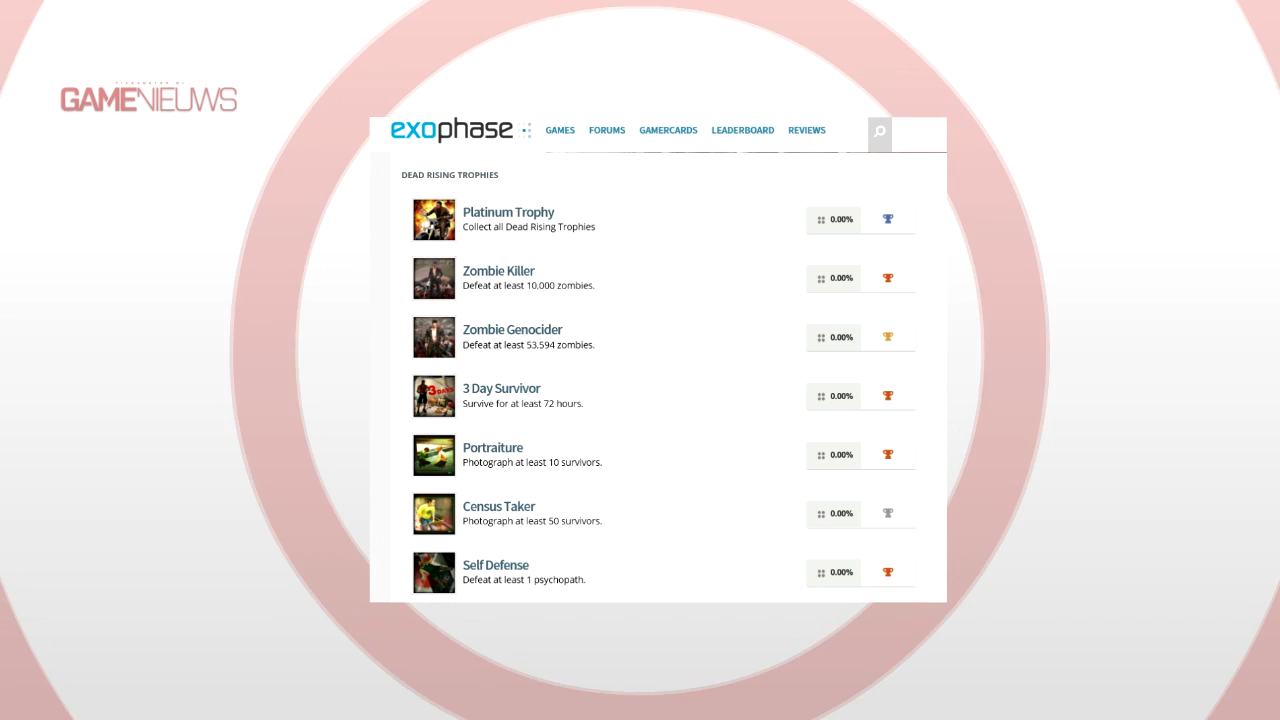 GAMENIEUWS
exophase
GAMES FORUMS GAMERCARDS LEADERBOARD REVIEWS
DEAD RISING TROPHIES
Platinum Trophy
Collect all Dead Rising Trophies
0.00%
Zombie Killer
Defeat at least 10,000 zombies.
0.00%
Zombie Genocider
Defeat at least 53,594 zombies.
0.00%
3 Day Survivor
Survive for at least 72 hours.
0.00%
3 DAYS
Portraiture
Photograph at least 10 survivors.
0.00%
Census Taker
Photograph at least 50 survivors.
0.00%
Self Defense
Defeat at least 1 psychopath.
0.00%